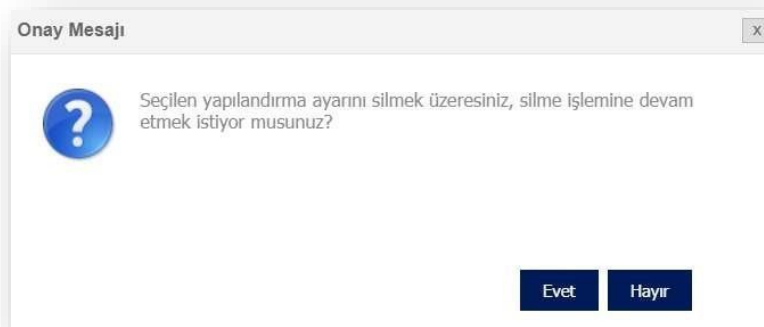 Onay Mesajı
X
Seçilen yapılandırma ayarını silmek üzeresiniz, silme işlemine devam
etmek istiyor musunuz?
Evet Hayır